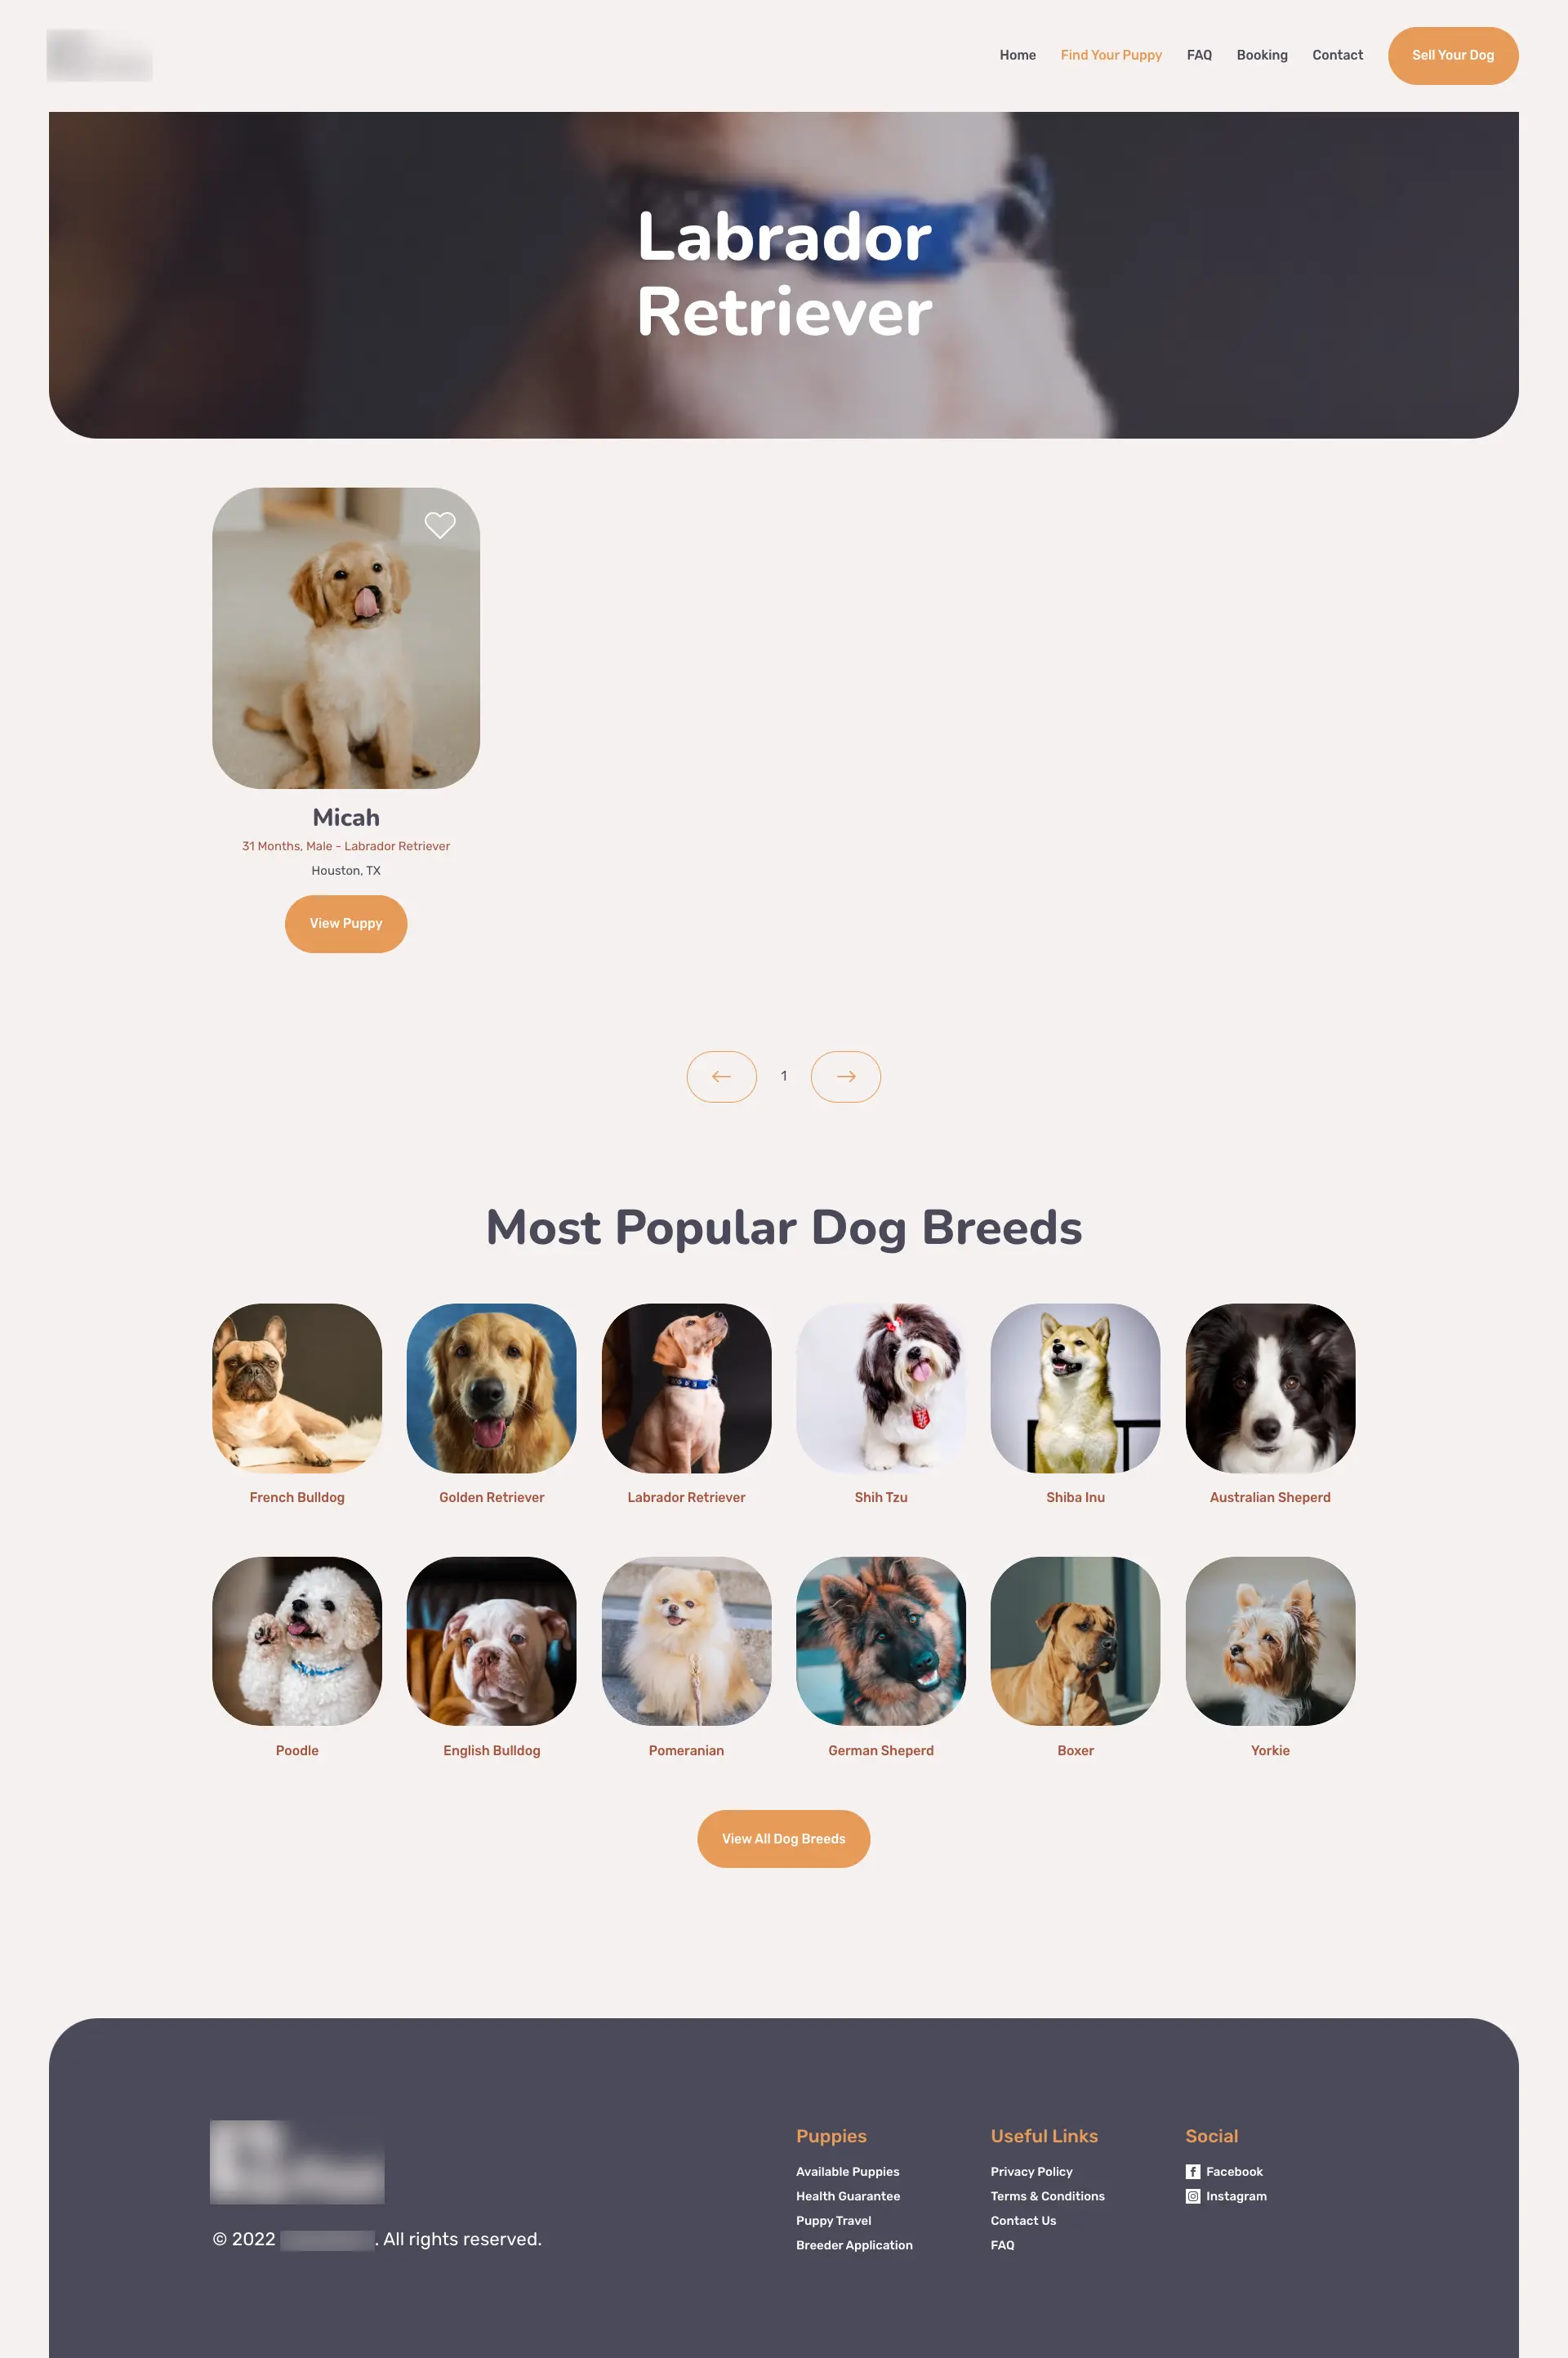 Home
Find Your Puppy
FAQ
Booking
Contact
Sell Your Dog
Labrador
Retriever
Micah
31 Months, Male - Labrador Retriever
Houston, TX
View Puppy
1
Most Popular Dog Breeds
French Bulldog
Golden Retriever
Labrador Retriever
Shih Tzu
Shiba Inu
Australian Sheperd
Poodle
English Bulldog
Pomeranian
German Sheperd
Boxer
Yorkie
View All Dog Breeds
© 2022 . All rights reserved.
Puppies
Available Puppies
Health Guarantee
Puppy Travel
Breeder Application
Useful Links
Privacy Policy
Terms & Conditions
Contact Us
FAQ
Social
Facebook
Instagram